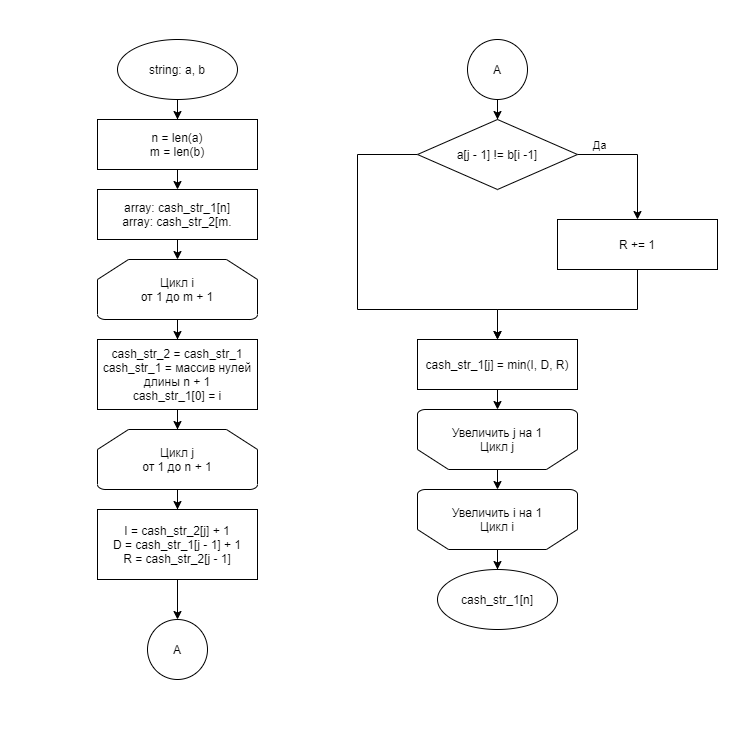 string: a, b
n = len(a)
m = len(b)
array: cash_str_1[n]
array: cash_str_2[m.
Цикл i
от 1 до m + 1
cash_str_2 = cash_str_1
cash_str_1 = массив нулей
длины n + 1
cash_str_1[0] = i
Цикл j
от 1 до n + 1
I = cash_str_2[j] + 1
D = cash_str_1[j - 1] + 1
R = cash_str_2[j - 1]
A
A
a[j - 1] != b[i -1]
Да
R += 1
cash_str_1[j] = min(I, D, R)
Увеличить j на 1
Цикл j
Увеличить i на 1
Цикл i
cash_str_1[n]